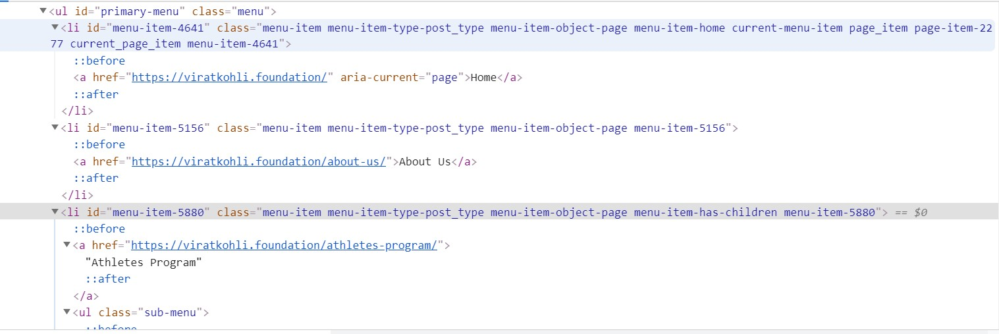 ▼<ul id="primary-menu" class="menu">
▼<li id="menu-item-4641" class="menu-item menu-item-type-post_type menu-item-object-page menu-item-home current-menu-item page_item page-item-22
77 current_page_item menu-item-4641">
::before
<a href="https://viratkohli.foundation/" aria-current="page">Home</a>
::after
</li>
▼<li id="menu-item-5156" class="menu-item menu-item-type-post_type menu-item-object-page menu-item-5156">
::before
<a href="https://viratkohli.foundation/about-us/">About Us</a>
::after
</li>
▼<li id="menu-item-5880" class="menu-item menu-item-type-post_type menu-item-object-page menu-item-has-children menu-item-5880"> == $0
::before
▼<a href="https://viratkohli.foundation/athletes-program/">
"Athletes Program"
::after
</a>
▼<ul class="sub-menu">
::before